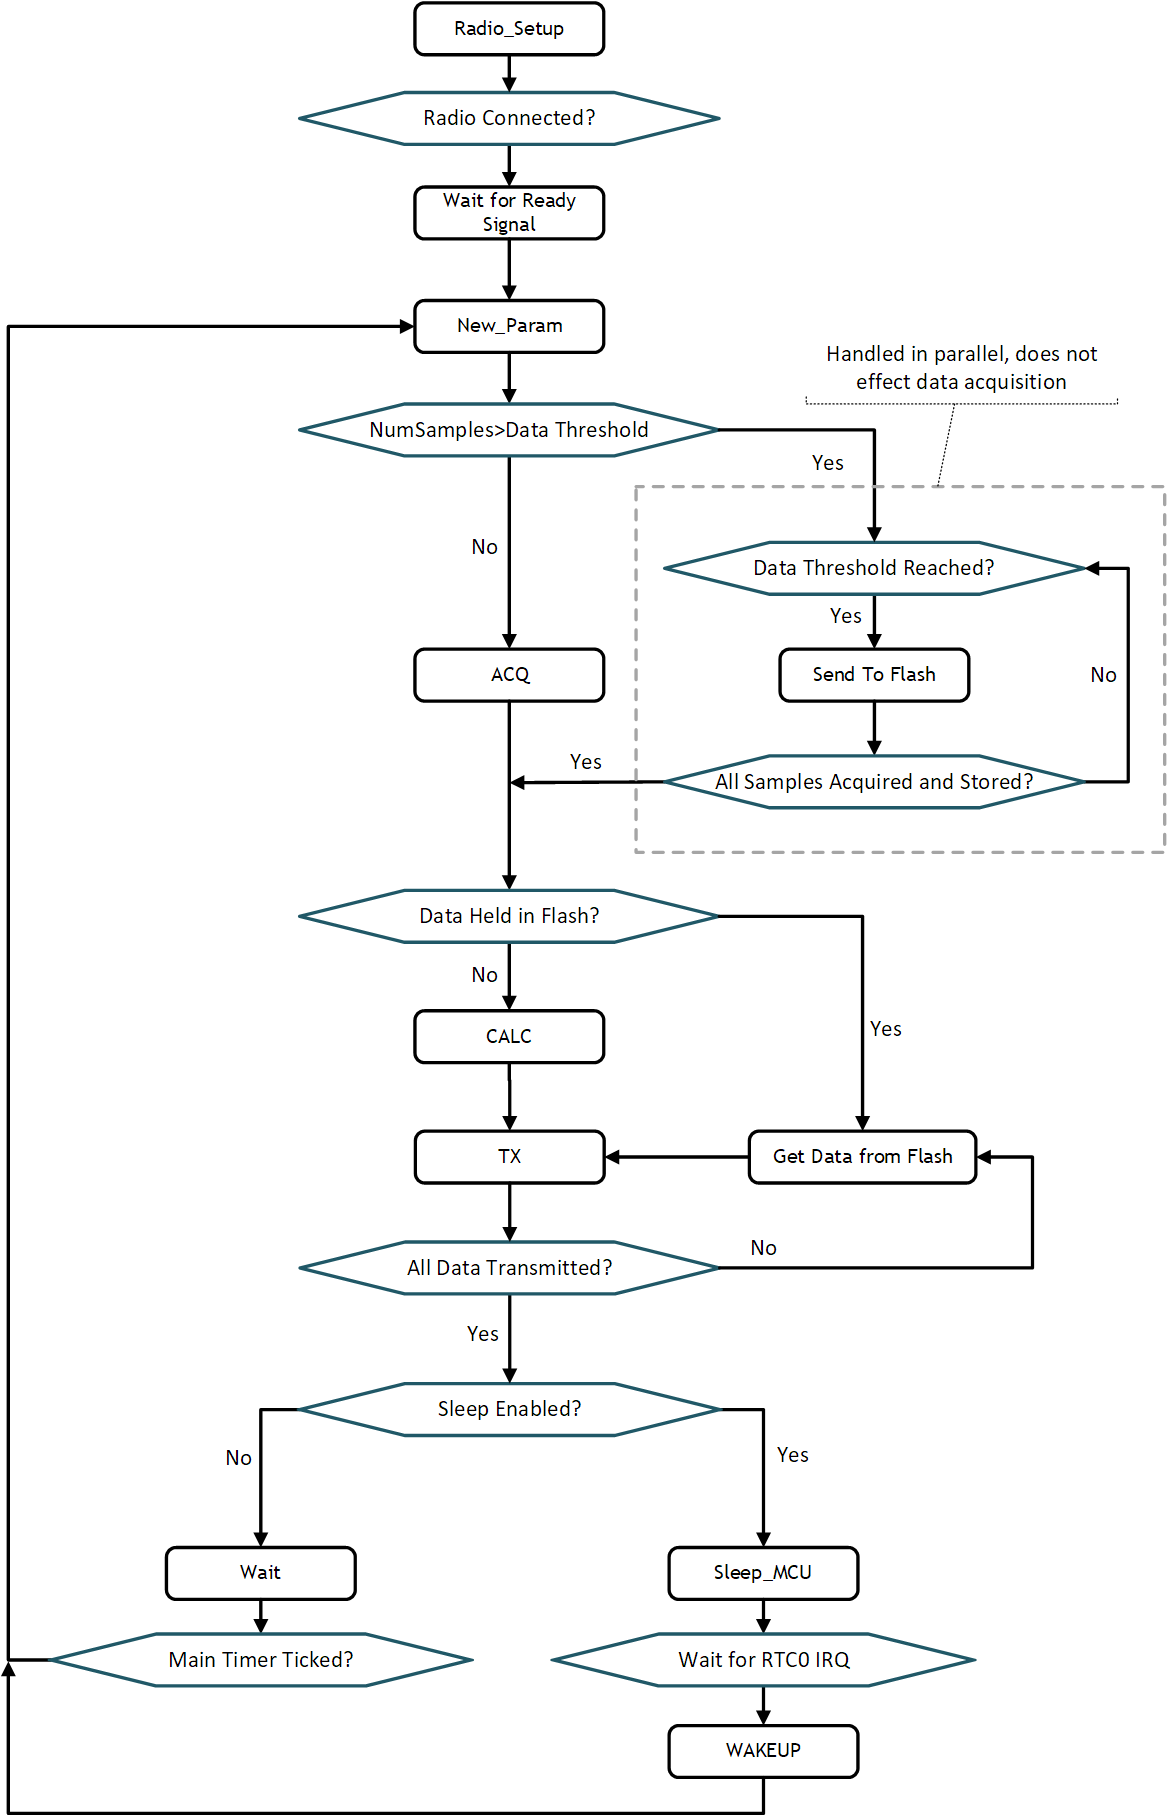 Radio_Setup
Radio Connected?
Wait for Ready
Signal
New_Param
Handled in parallel, does not
effect data acquisition
NumSamples>Data Threshold
Yes
No
Data Threshold Reached?
Yes
Send To Flash
No
ACQ
Yes
All Samples Acquired and Stored?
Data Held in Flash?
No
Yes
CALC
TX
Get Data from Flash
No
All Data Transmitted?
Yes
Sleep Enabled?
No
Yes
Wait
Sleep_MCU
Main Timer Ticked?
Wait for RTC0 IRQ
WAKEUP